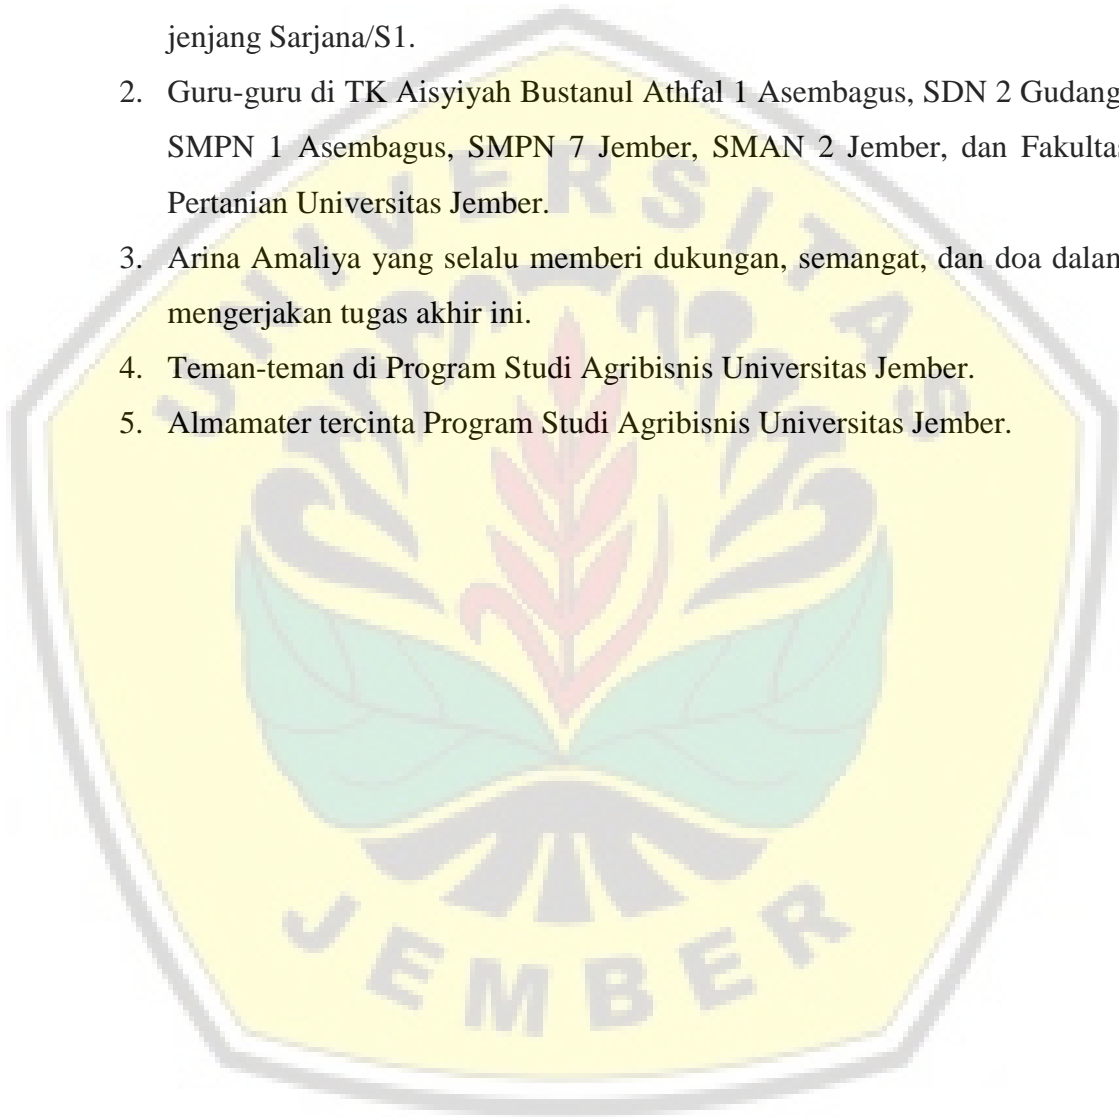 jenjang Sarjana/S1.
2. Guru-guru di TK Aisyiyah Bustanul Athfal 1 Asembagus, SDN 2 Gudang
SMPN 1 Asembagus, SMPN 7 Jember, SMAN 2 Jember, dan Fakultas
Pertanian Universitas Jember.
3. Arina Amaliya yang selalu memberi dukungan, semangat, dan doa dalam
mengerjakan tugas akhir ini.
4. Teman-teman di Program Studi Agribisnis Universitas Jember.
5. Almamater tercinta Program Studi Agribisnis Universitas Jember.
UNIVERSITAS
JEMBER